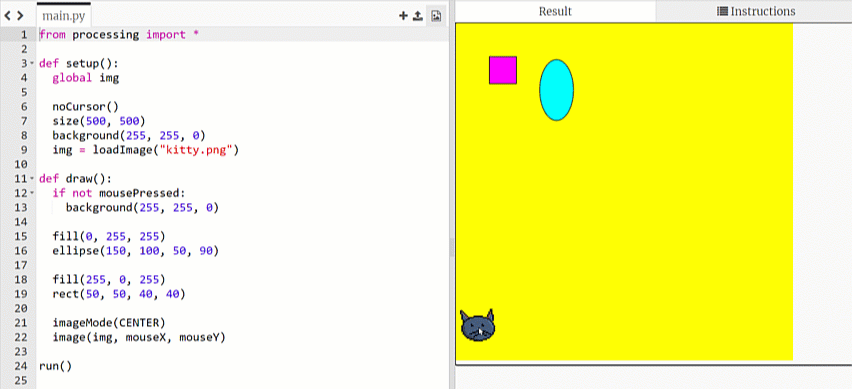 main.py
Result
Instructions
1 from processing import *
2
3 def setup():
4 global img
5
6 noCursor()
7 size(500, 500)
8 background(255, 255, 0)
9 img = loadImage("kitty.png")
10
11 def draw():
12 if not mousePressed:
13 background(255, 255, 0)
14
15 fill(0, 255, 255)
16 ellipse(150, 100, 50, 90)
17
18 fill(255, 0, 255)
19 rect(50, 50, 40, 40)
20
21 imageMode(CENTER)
22 image(img, mouseX, mouseY)
23
24 run()
25